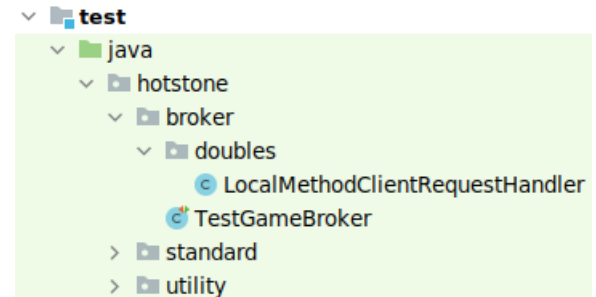 test
java
hotstone
broker
doubles
LocalMethodClientRequestHandler
TestGameBroker
standard
utility